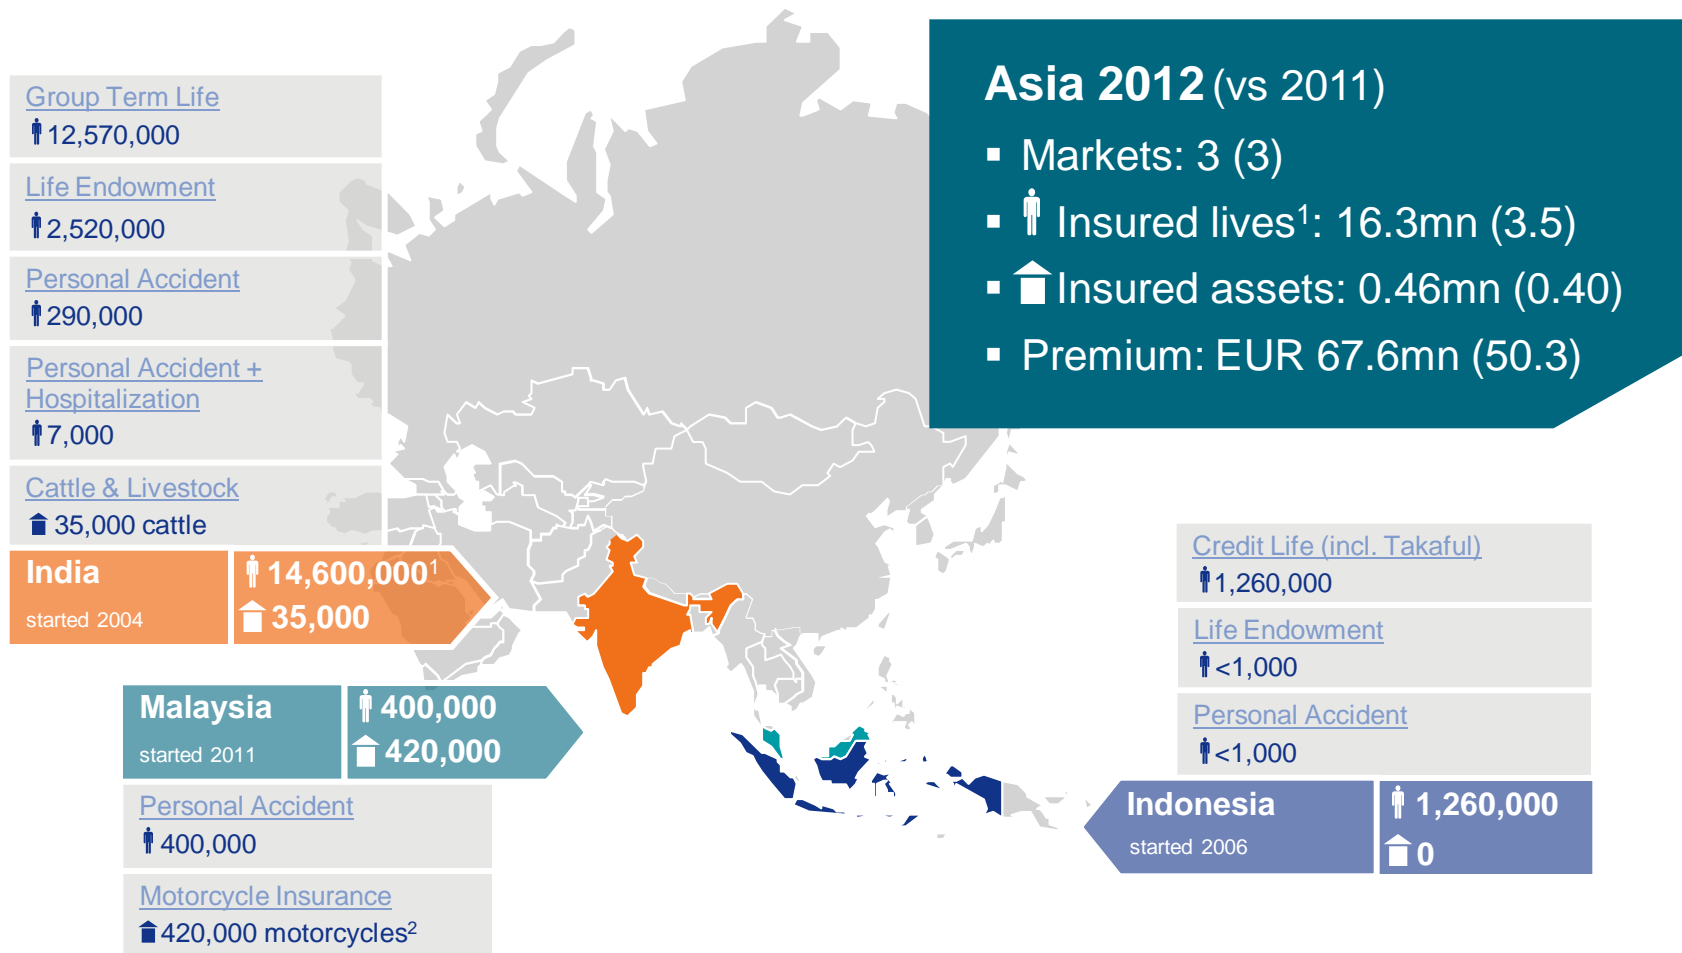 Asia 2012 (vs 2011)
▪ Markets: 3 (3)
▪ Insured lives¹: 16.3mn (3.5)
▪ Insured assets: 0.46mn (0.40)
▪ Premium: EUR 67.6mn (50.3)
Group Term Life
12,570,000
Life Endowment
2,520,000
Personal Accident
290,000
Personal Accident +
Hospitalization
7,000
Cattle & Livestock
35,000 cattle
India
started 2004
14,600,000¹
35,000
Malaysia
started 2011
400,000
420,000
Personal Accident
400,000
Motorcycle Insurance
420,000 motorcycles²
Credit Life (incl. Takaful)
1,260,000
Life Endowment
<1,000
Personal Accident
<1,000
Indonesia
started 2006
1,260,000
0